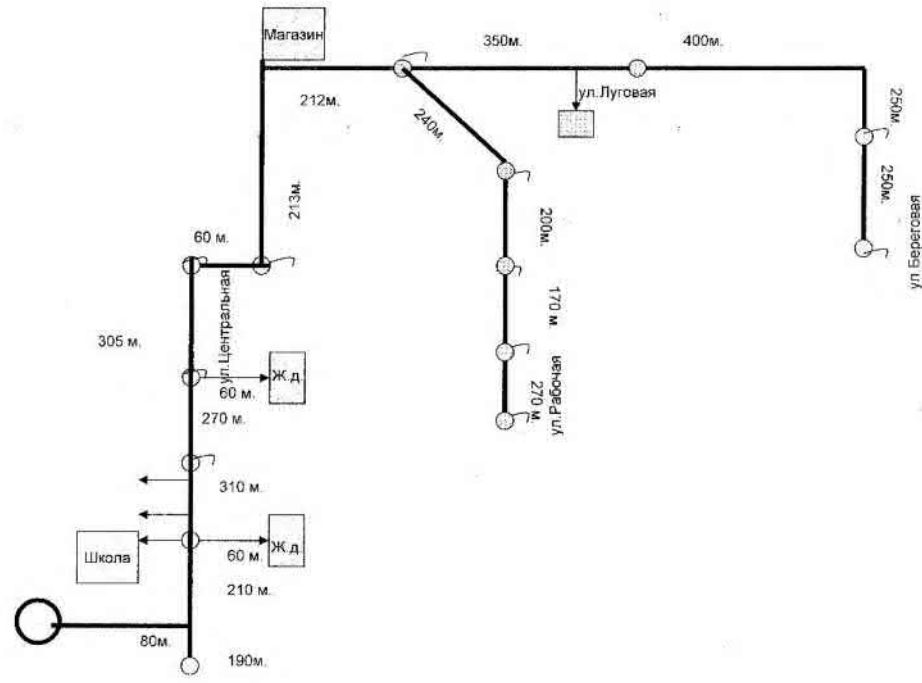 Магазин
350м.
400м.
212м.
ул.Луговая
240м.
250м.
250м.
213м.
200м.
60 м.
ул.Береговая
ул.Центральная
170 м.
305 м.
60 м.
Ж.д.
270 м.
ул.Рабочая
270 м.
310 м.
Школа
60 м.
Ж.д.
210 м.
80м.
190м.